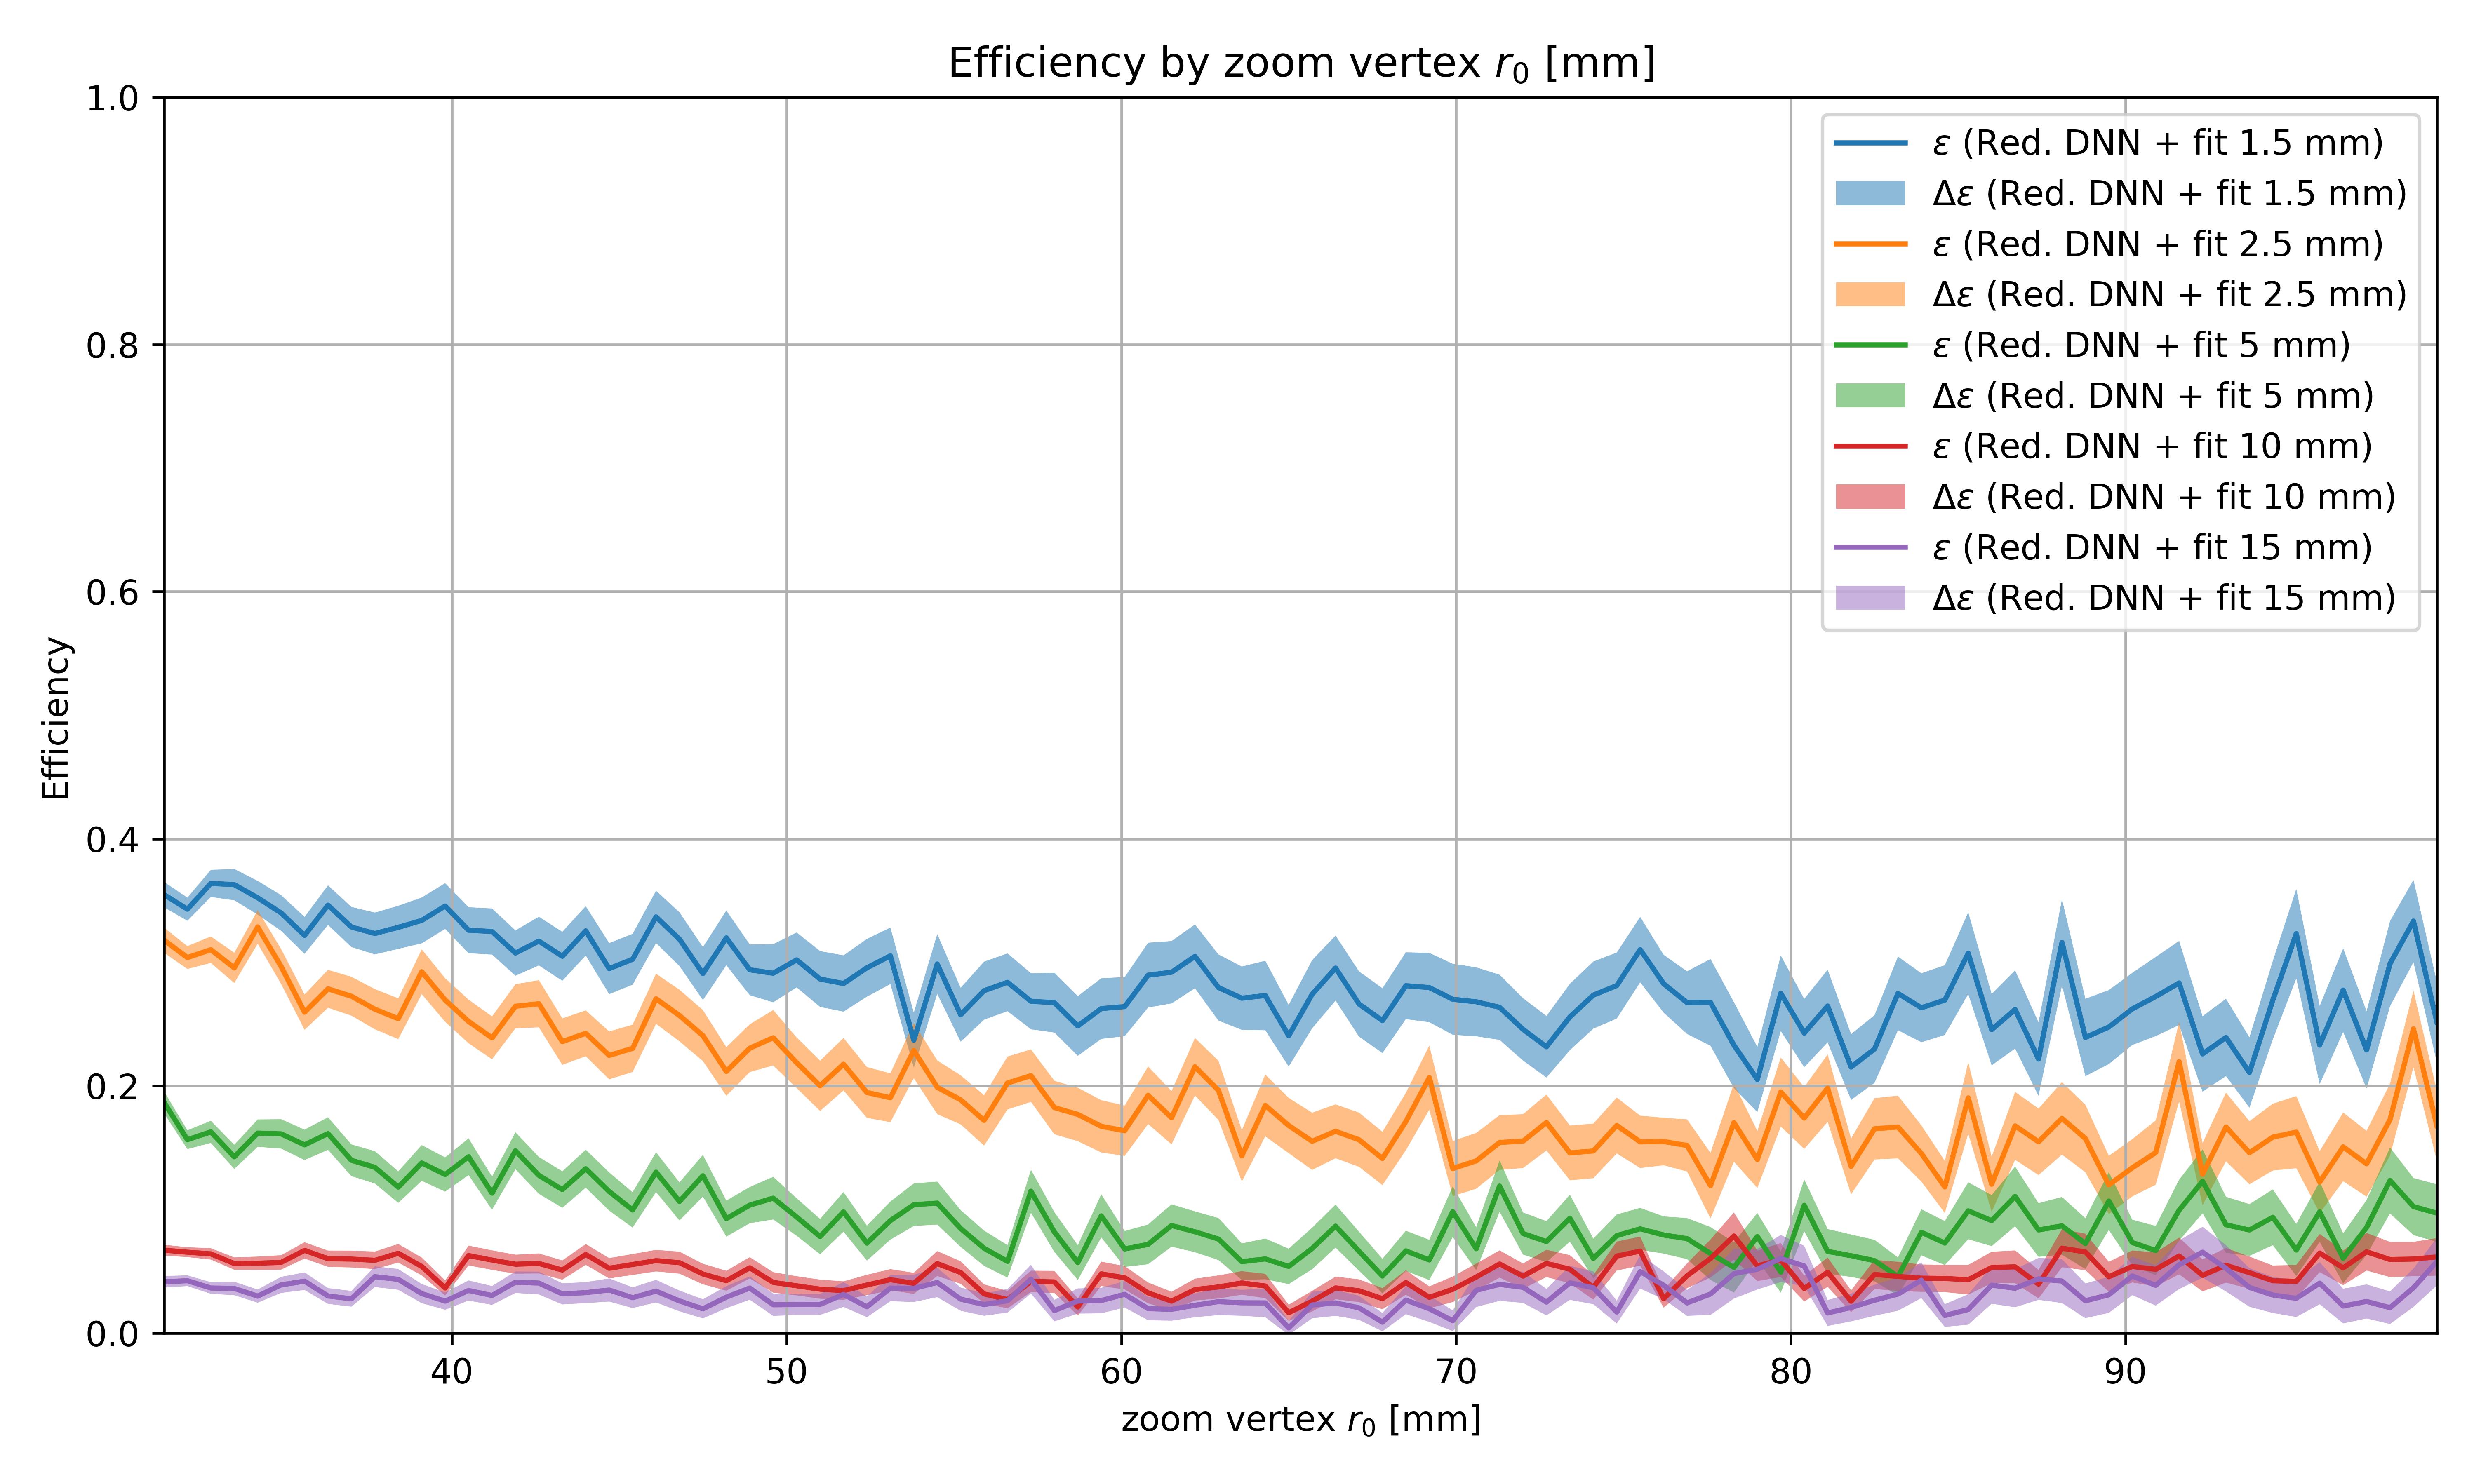 Efficiency by zoom vertex r₀ [mm]
1.0
0.8
0.6
0.4
0.2
0.0
Efficiency
ε (Red. DNN + fit 1.5 mm)
Δε (Red. DNN + fit 1.5 mm)
ε (Red. DNN + fit 2.5 mm)
Δε (Red. DNN + fit 2.5 mm)
ε (Red. DNN + fit 5 mm)
Δε (Red. DNN + fit 5 mm)
ε (Red. DNN + fit 10 mm)
Δε (Red. DNN + fit 10 mm)
ε (Red. DNN + fit 15 mm)
Δε (Red. DNN + fit 15 mm)
40 50 60 70 80 90
zoom vertex r₀ [mm]